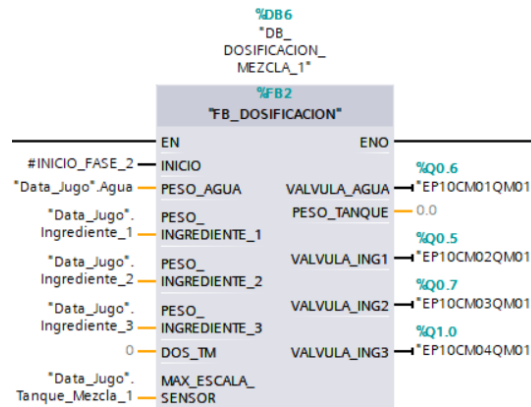 %DB6
"DB_
DOSIFICACION_
MEZCLA_1"
%FB2
"FB_DOSIFICACION"
EN ENO
#INICIO_FASE_2 INICIO
%Q0.6
"Data_Jugo".Agua PESO_AGUA VALVULA_AGUA "EP10CM01QM01
PESO_TANQUE 0.0
"Data_Jugo".
Ingrediente_1
PESO_
INGREDIENTE_1
%Q0.5
VALVULA_ING1 "EP10CM02QM01
"Data_Jugo".
Ingrediente_2
PESO_
INGREDIENTE_2
%Q0.7
VALVULA_ING2 "EP10CM03QM01
"Data_Jugo".
Ingrediente_3
PESO_
INGREDIENTE_3
%Q1.0
0 DOS_TM VALVULA_ING3 "EP10CM04QM01
"Data_Jugo".
Tanque_Mezcla_1
MAX_ESCALA_
SENSOR